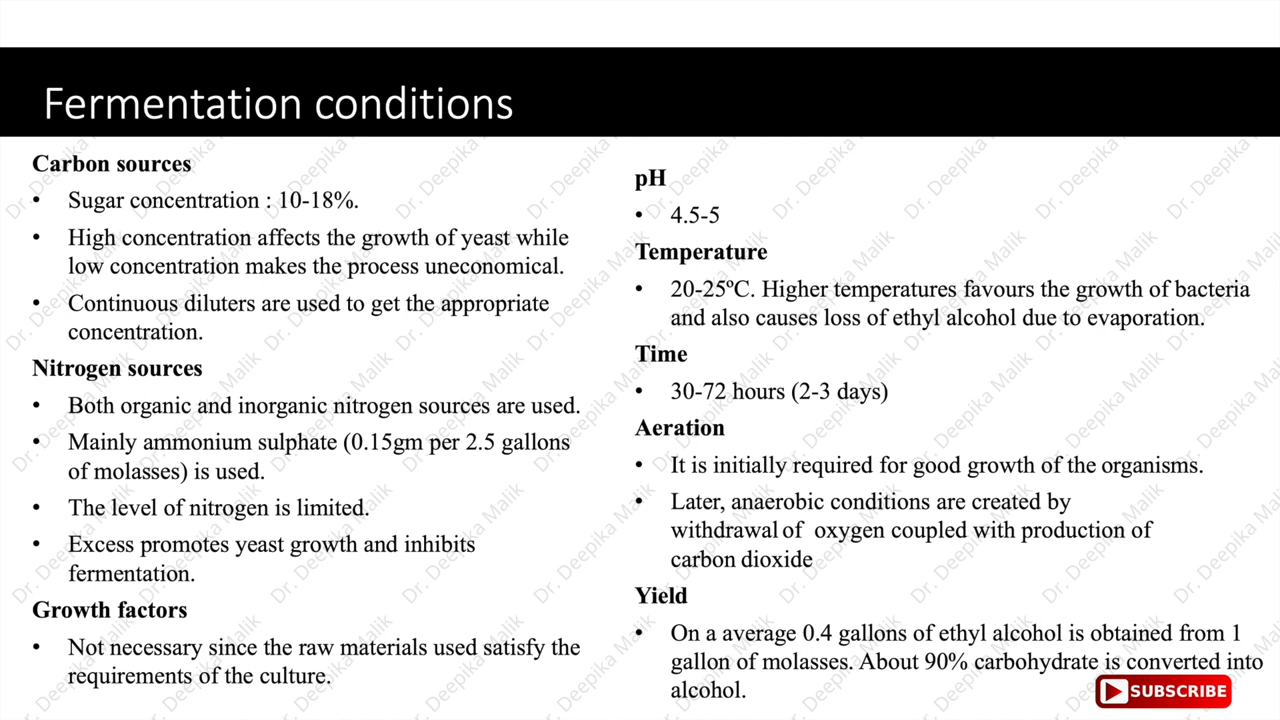 Fermentation conditions
Carbon sources
• Sugar concentration : 10-18%.
• High concentration affects the growth of yeast while
low concentration makes the process uneconomical.
• Continuous diluters are used to get the appropriate
concentration.
Nitrogen sources
• Both organic and inorganic nitrogen sources are used.
• Mainly ammonium sulphate (0.15gm per 2.5 gallons
of molasses) is used.
• The level of nitrogen is limited.
• Excess promotes yeast growth and inhibits
fermentation.
Growth factors
• Not necessary since the raw materials used satisfy the
requirements of the culture.
pH
• 4.5-5
Temperature
• 20-25ºC. Higher temperatures favours the growth of bacteria
and also causes loss of ethyl alcohol due to evaporation.
Time
• 30-72 hours (2-3 days)
Aeration
• It is initially required for good growth of the organisms.
• Later, anaerobic conditions are created by
withdrawal of oxygen coupled with production of
carbon dioxide
Yield
• On a average 0.4 gallons of ethyl alcohol is obtained from 1
gallon of molasses. About 90% carbohydrate is converted into
alcohol.
SUBSCRIBE
Dr. Deepika Malik